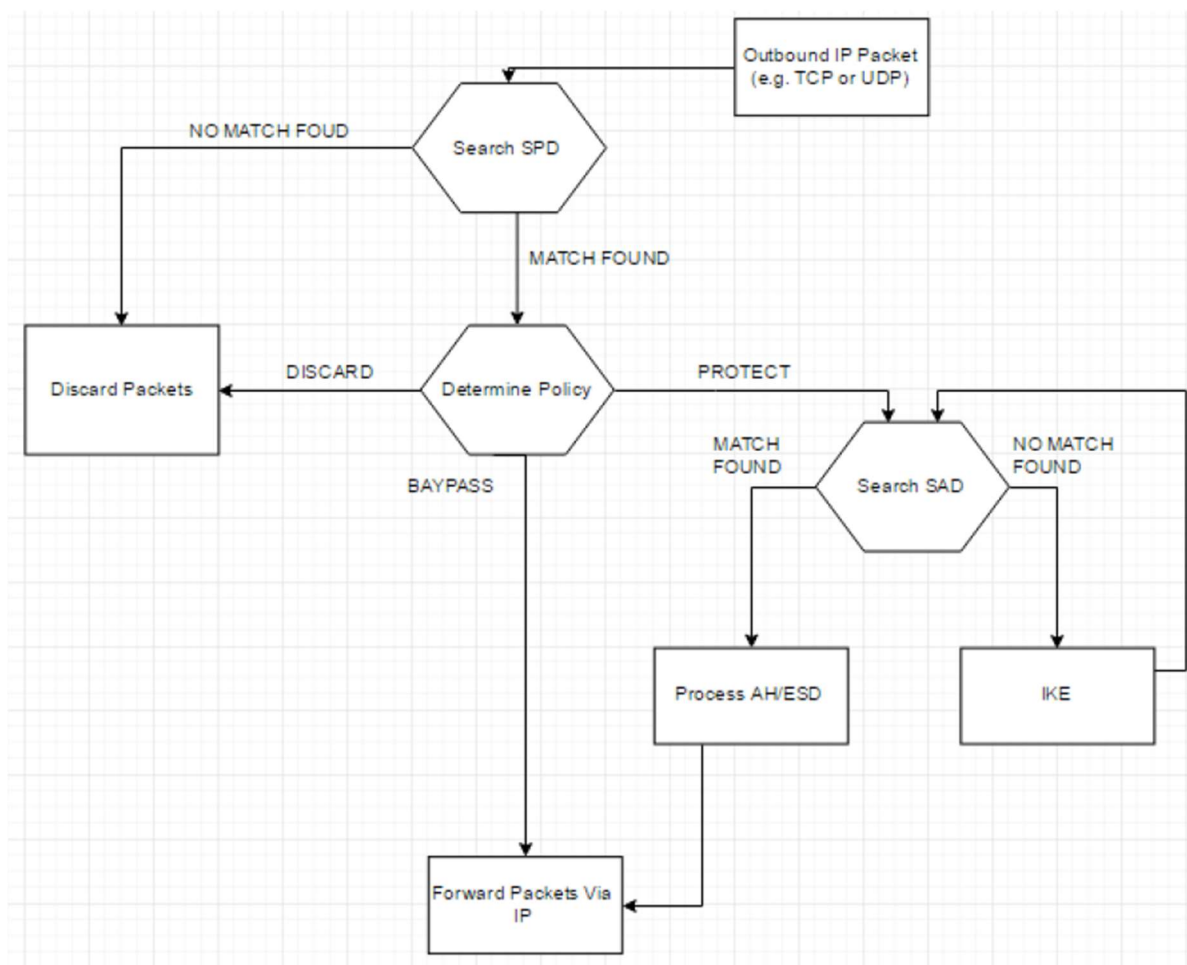 Outbound IP Packet
(e.g. TCP or UDP)
NO MATCH FOUD
Search SPD
MATCH FOUND
Discard Packets
DISCARD
Determine Policy
PROTECT
BAYPASS
MATCH
FOUND
Search SAD
NO MATCH
FOUND
Process AH/ESD
IKE
Forward Packets Via
IP